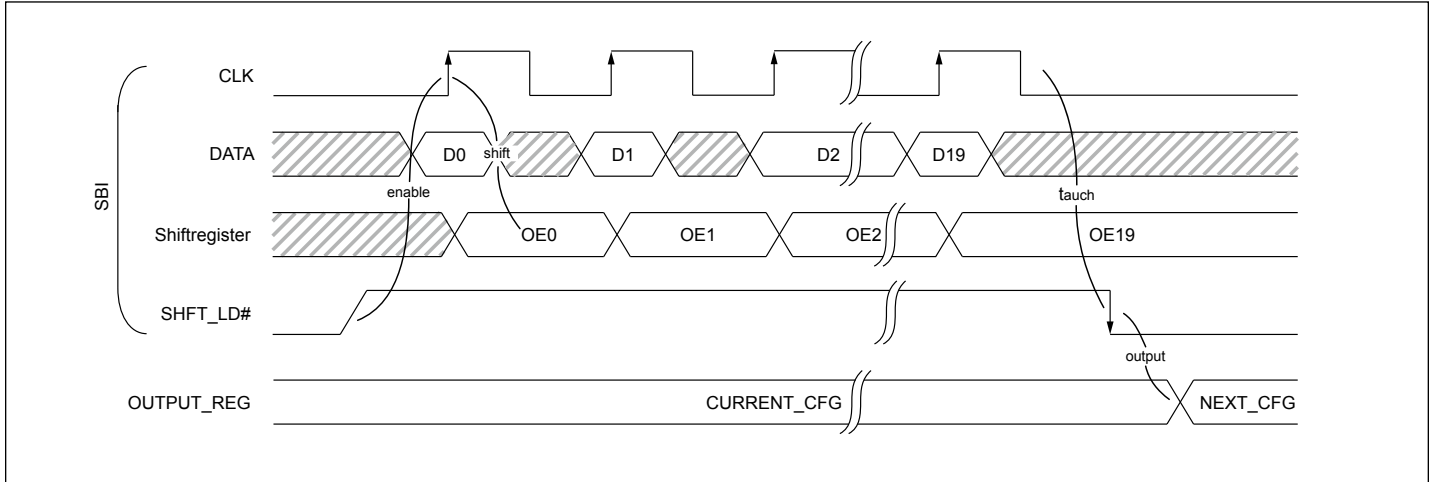 SBI
CLK
DATA D0 shift D1 D2 D19
enable tauch
Shiftregister OE0 OE1 OE2 OE19
SHFT_LD#
output
OUTPUT_REG CURRENT_CFG NEXT_CFG